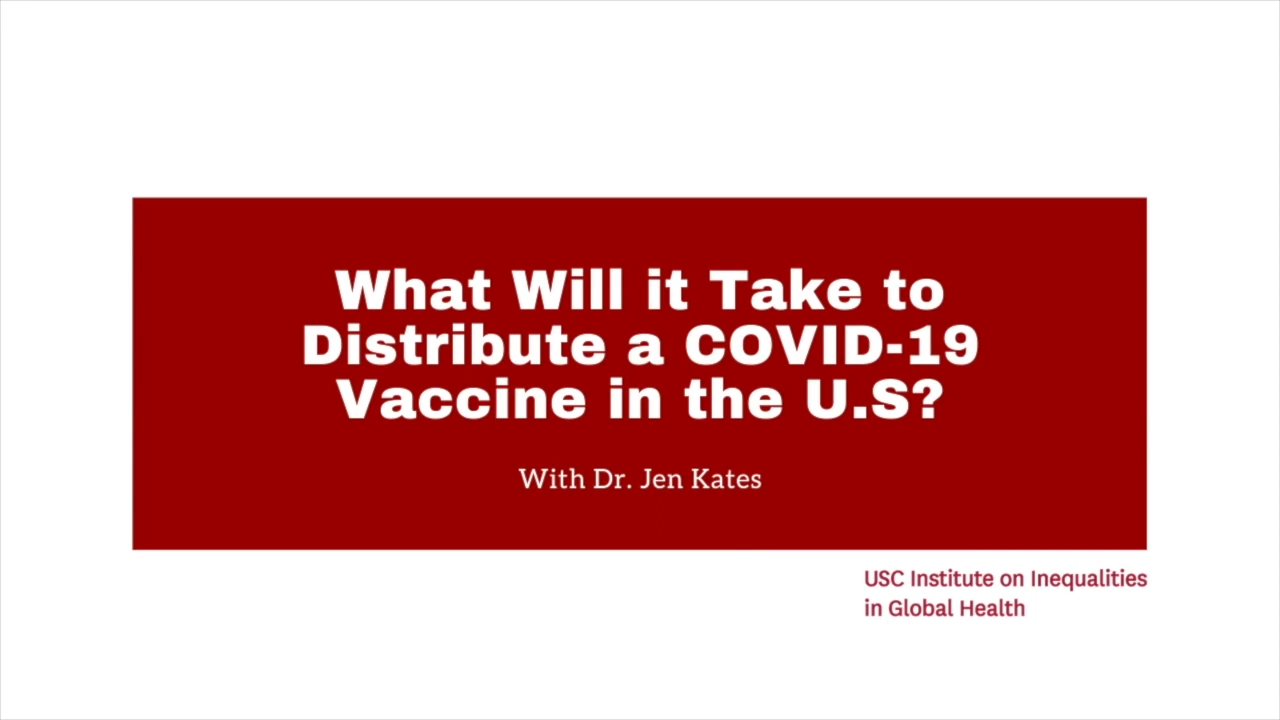 What Will it Take to
Distribute a COVID-19
Vaccine in the U.S?
With Dr. Jen Kates
USC Institute on Inequalities
in Global Health